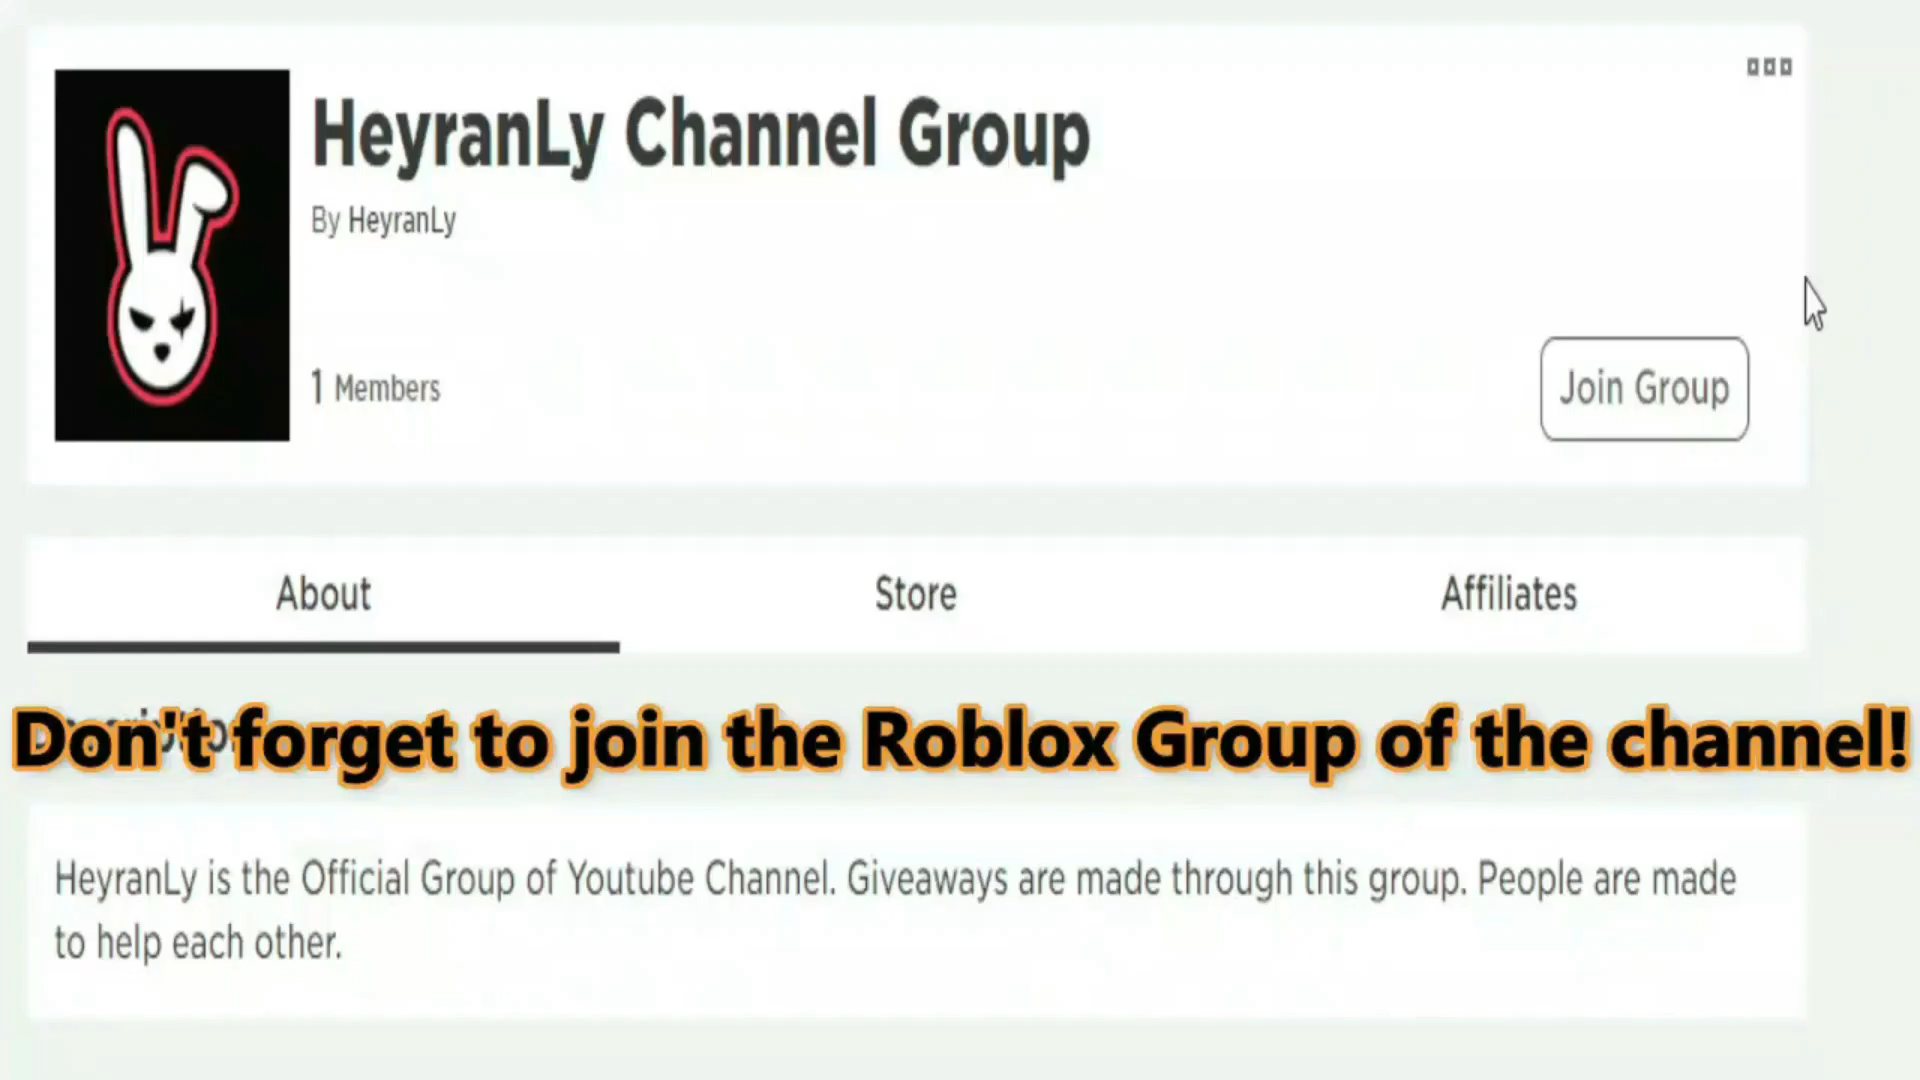 HeyranLy Channel Group
By HeyranLy
1 Members
Join Group
About
Store
Affiliates
Don't forget to join the Roblox Group of the channel!
HeyranLy is the Official Group of Youtube Channel. Giveaways are made through this group. People are made
to help each other.